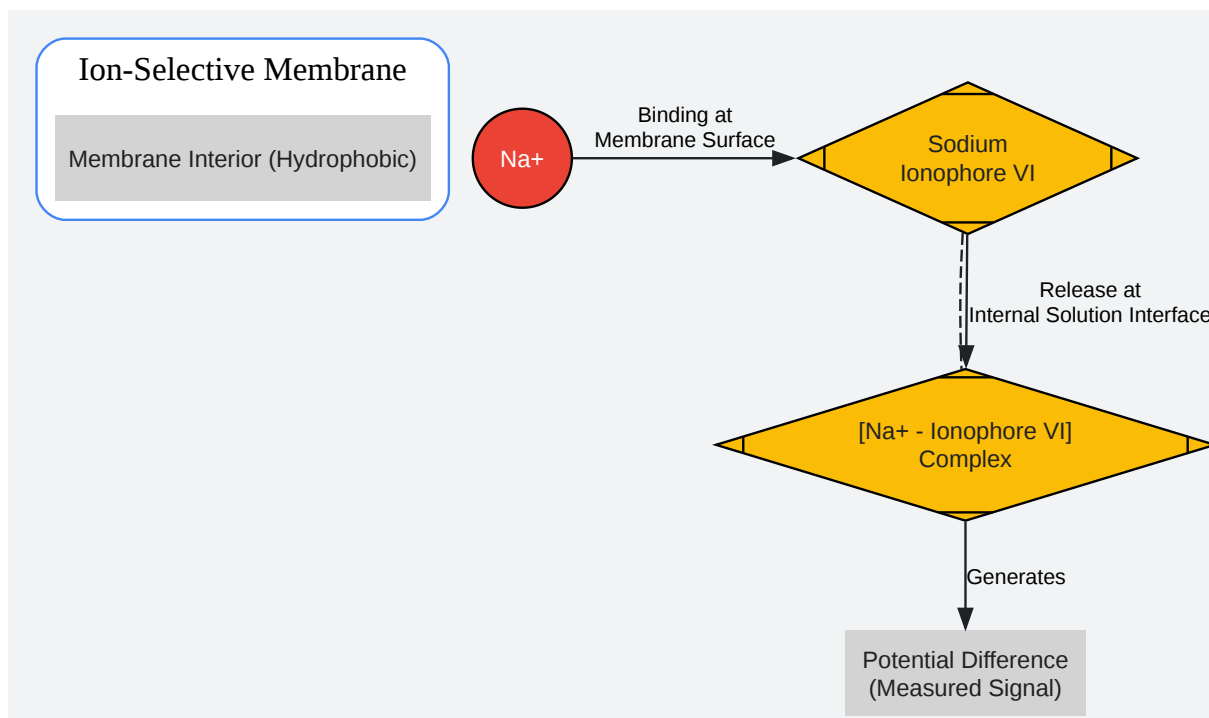 Ion-Selective Membrane
Membrane Interior (Hydrophobic)
Na+
Binding at
Membrane Surface
Sodium
Ionophore VI
Release at
Internal Solution Interface
[Na+ - Ionophore VI]
Complex
Generates
Potential Difference
(Measured Signal)